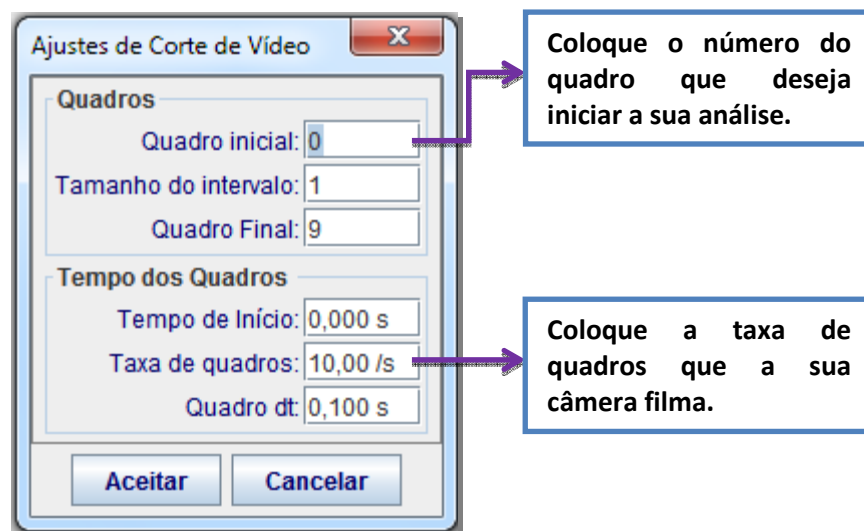 Ajustes de Corte de Vídeo
Quadros
Quadro inicial: 0
Tamanho do intervalo: 1
Quadro Final: 9
Tempo dos Quadros
Tempo de Início: 0,000 s
Taxa de quadros: 10,00 /s
Quadro dt: 0,100 s
Aceitar Cancelar
Coloque o número do
quadro que deseja
iniciar a sua análise.
Coloque a taxa de
quadros que a sua
câmera filma.